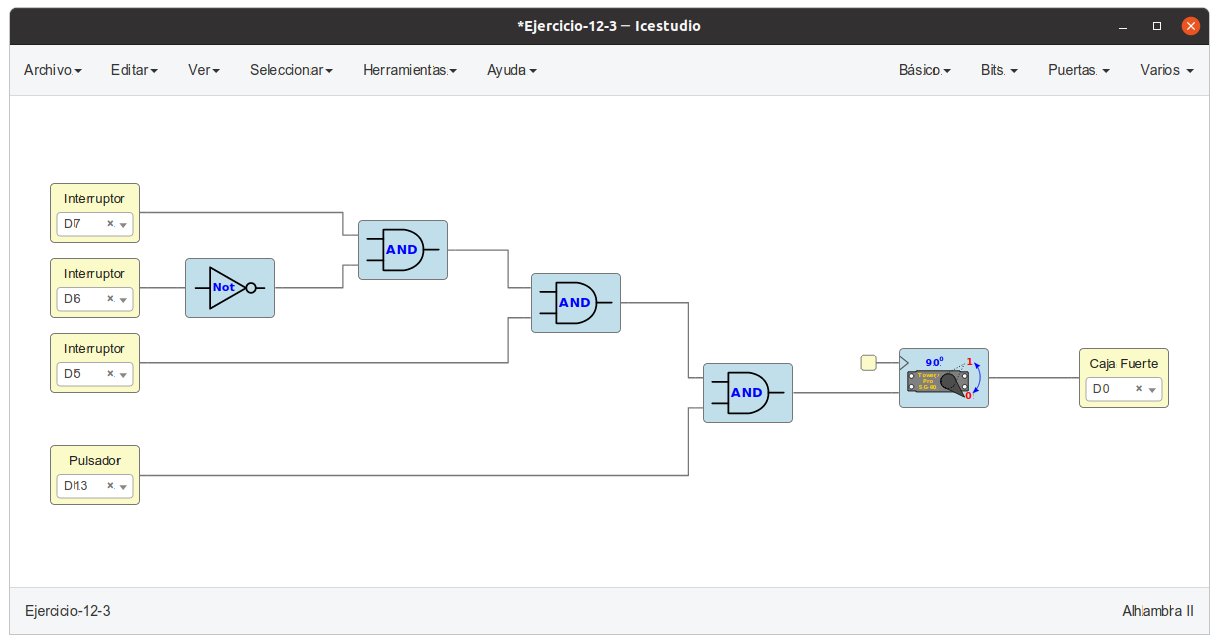 *Ejercicio-12-3 — Icestudio
Archivo Editar Ver Seleccionar Herramientas Ayuda Básico Bits Puertas Varios
Interruptor
D7 ×
AND
Interruptor
D6 ×
Not
AND
Interruptor
D5 ×
AND
90⁰
1
Tower
Pro
SG 90
0
Caja Fuerte
D0 ×
Pulsador
D13 ×
Ejercicio-12-3
Alhambra II